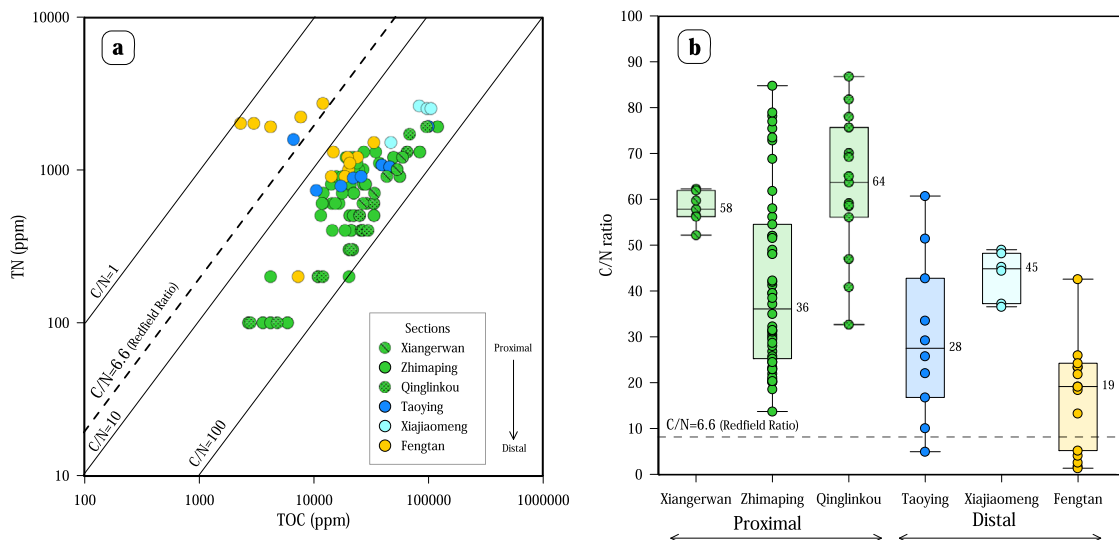 a
10000
1000
100
10
TN (ppm)
C/N=1
C/N=6.6 (Redfield Ratio)
C/N=10
C/N=100
Sections
Xiangerwan
Zhimaping
Qinglinkou
Taoying
Xiajiaomeng
Fengtan
Proximal
Distal
100
1000
10000
100000
1000000
TOC (ppm)
b
100
90
80
70
60
50
40
30
20
10
0
C/N ratio
58
36
64
28
45
19
C/N=6.6 (Redfield Ratio)
Xiangerwan
Zhimaping
Qinglinkou
Taoying
Xiajiaomeng
Fengtan
Proximal
Distal